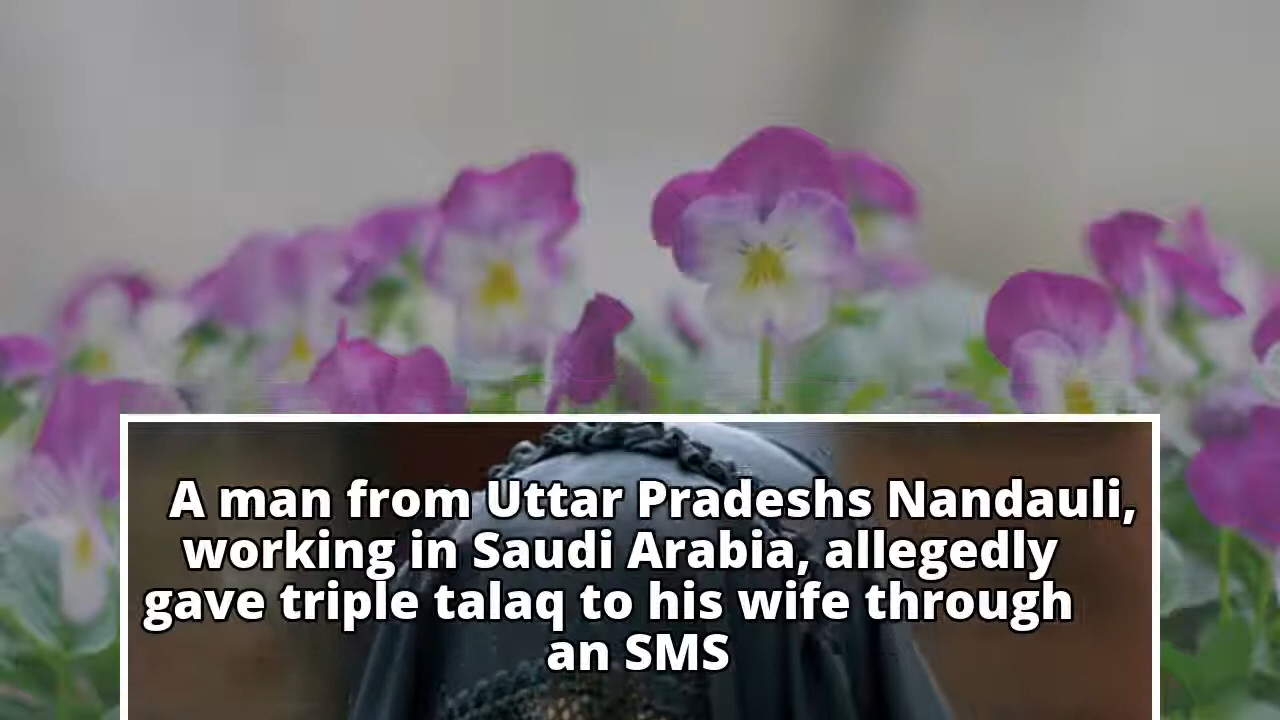 A man from Uttar Pradeshs Nandauli,
working in Saudi Arabia, allegedly
gave triple talaq to his wife through
an SMS